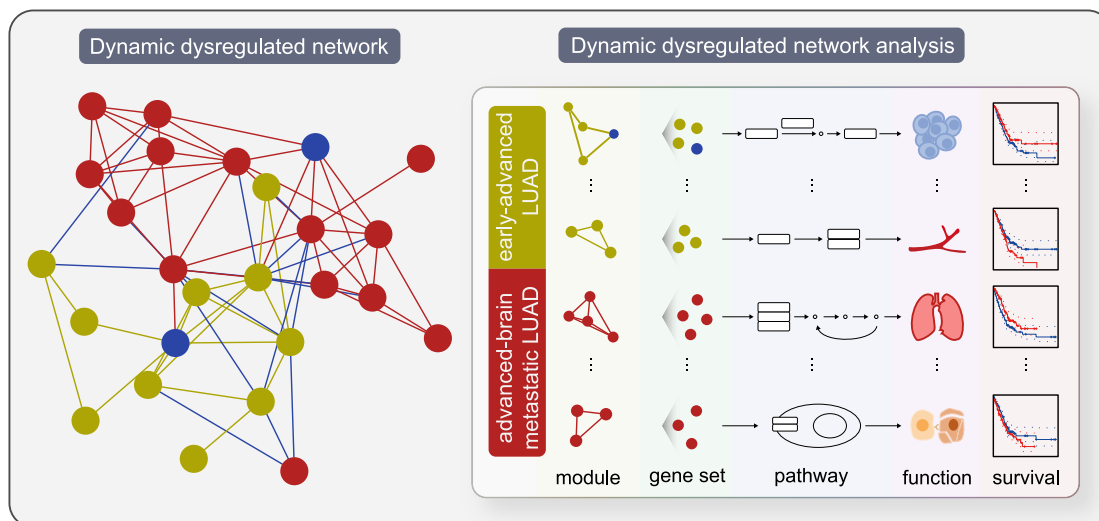 Dynamic dysregulated network
Dynamic dysregulated network analysis
early-advanced
LUAD
advanced-brain
metastatic LUAD
module
gene set
pathway
function
survival